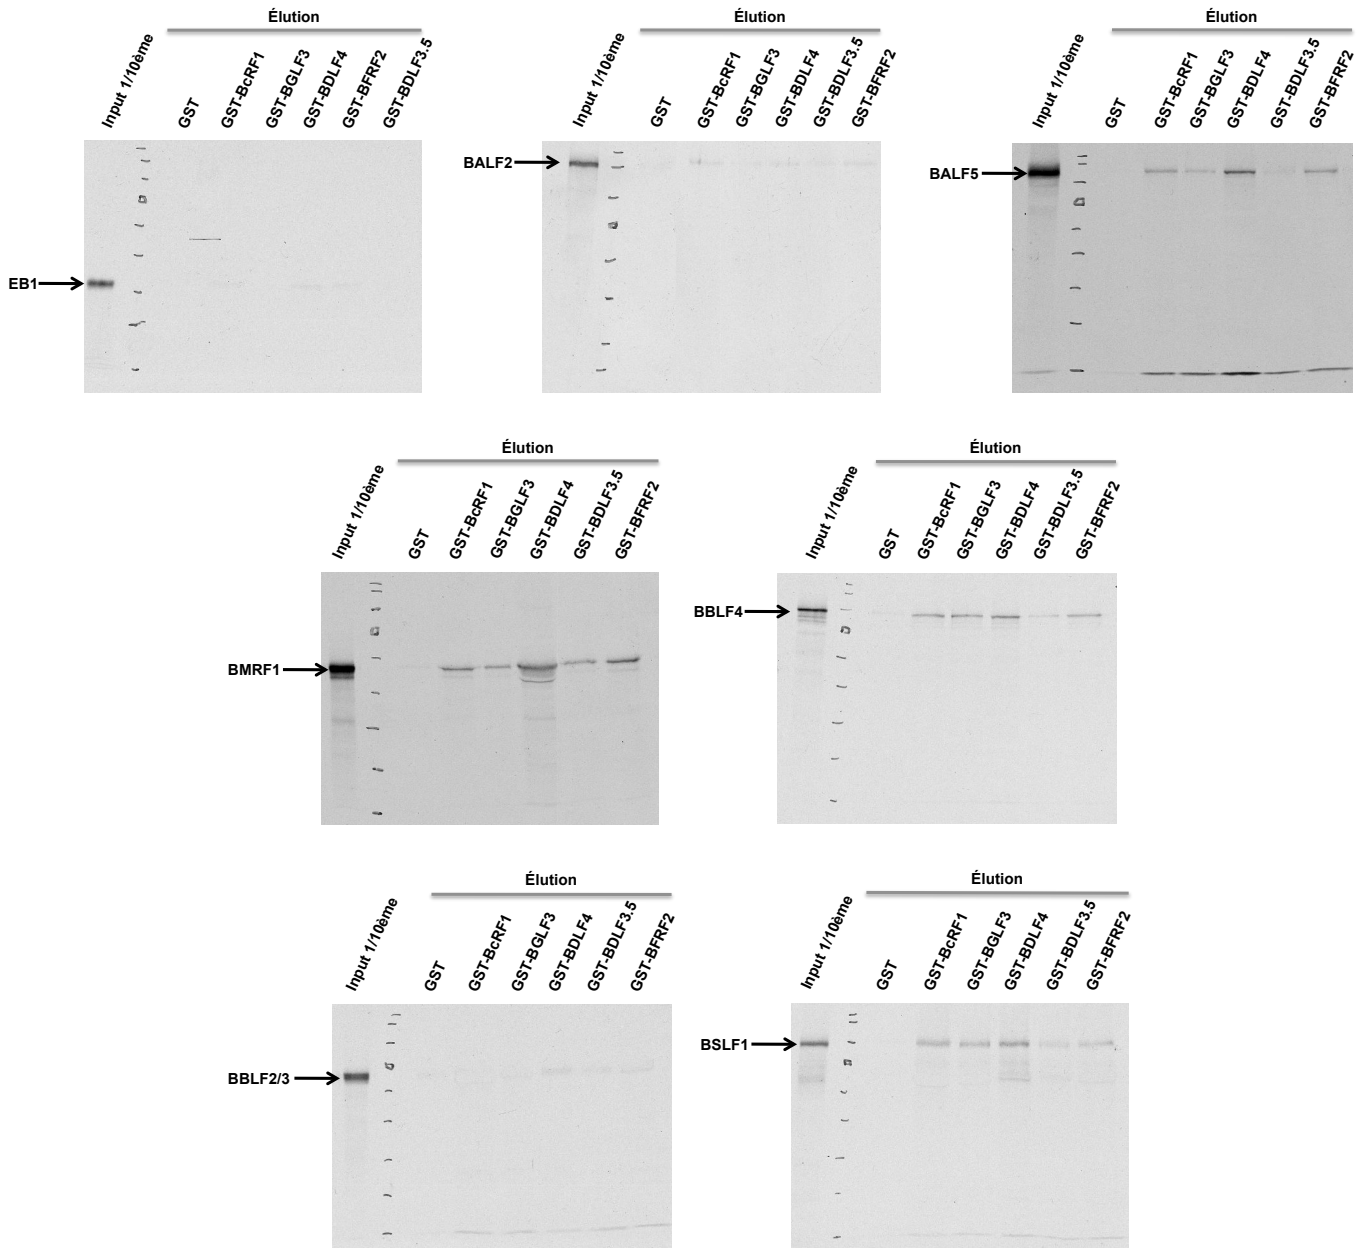 Élution
Input 1/10ème
GST
GST-BcRF1
GST-BGLF3
GST-BDLF4
GST-BFRF2
GST-BDLF3.5
EB1
Élution
Input 1/10ème
GST
GST-BcRF1
GST-BGLF3
GST-BDLF4
GST-BDLF3.5
GST-BFRF2
BALF2
Élution
Input 1/10ème
GST
GST-BcRF1
GST-BGLF3
GST-BDLF4
GST-BDLF3.5
GST-BFRF2
BALF5
Élution
Input 1/10ème
GST
GST-BcRF1
GST-BGLF3
GST-BDLF4
GST-BDLF3.5
GST-BFRF2
BMRF1
Élution
Input 1/10ème
GST
GST-BcRF1
GST-BGLF3
GST-BDLF4
GST-BDLF3.5
GST-BFRF2
BBLF4
Élution
Input 1/10ème
GST
GST-BcRF1
GST-BGLF3
GST-BDLF4
GST-BDLF3.5
GST-BFRF2
BBLF2/3
Élution
Input 1/10ème
GST
GST-BcRF1
GST-BGLF3
GST-BDLF4
GST-BDLF3.5
GST-BFRF2
BSLF1